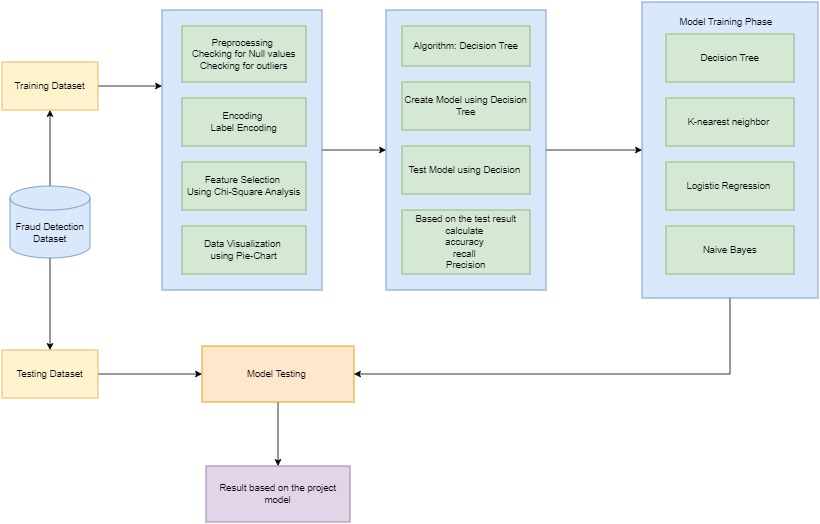 Training Dataset
Fraud Detection
Dataset
Testing Dataset
Preprocessing
Checking for Null values
Checking for outliers
Encoding
Label Encoding
Feature Selection
Using Chi-Square Analysis
Data Visualization
using Pie-Chart
Algorithm: Decision Tree
Create Model using Decision
Tree
Test Model using Decision
Based on the test result
calculate
accuracy
recall
Precision
Model Training Phase
Decision Tree
K-nearest neighbor
Logistic Regression
Naive Bayes
Model Testing
Result based on the project
model